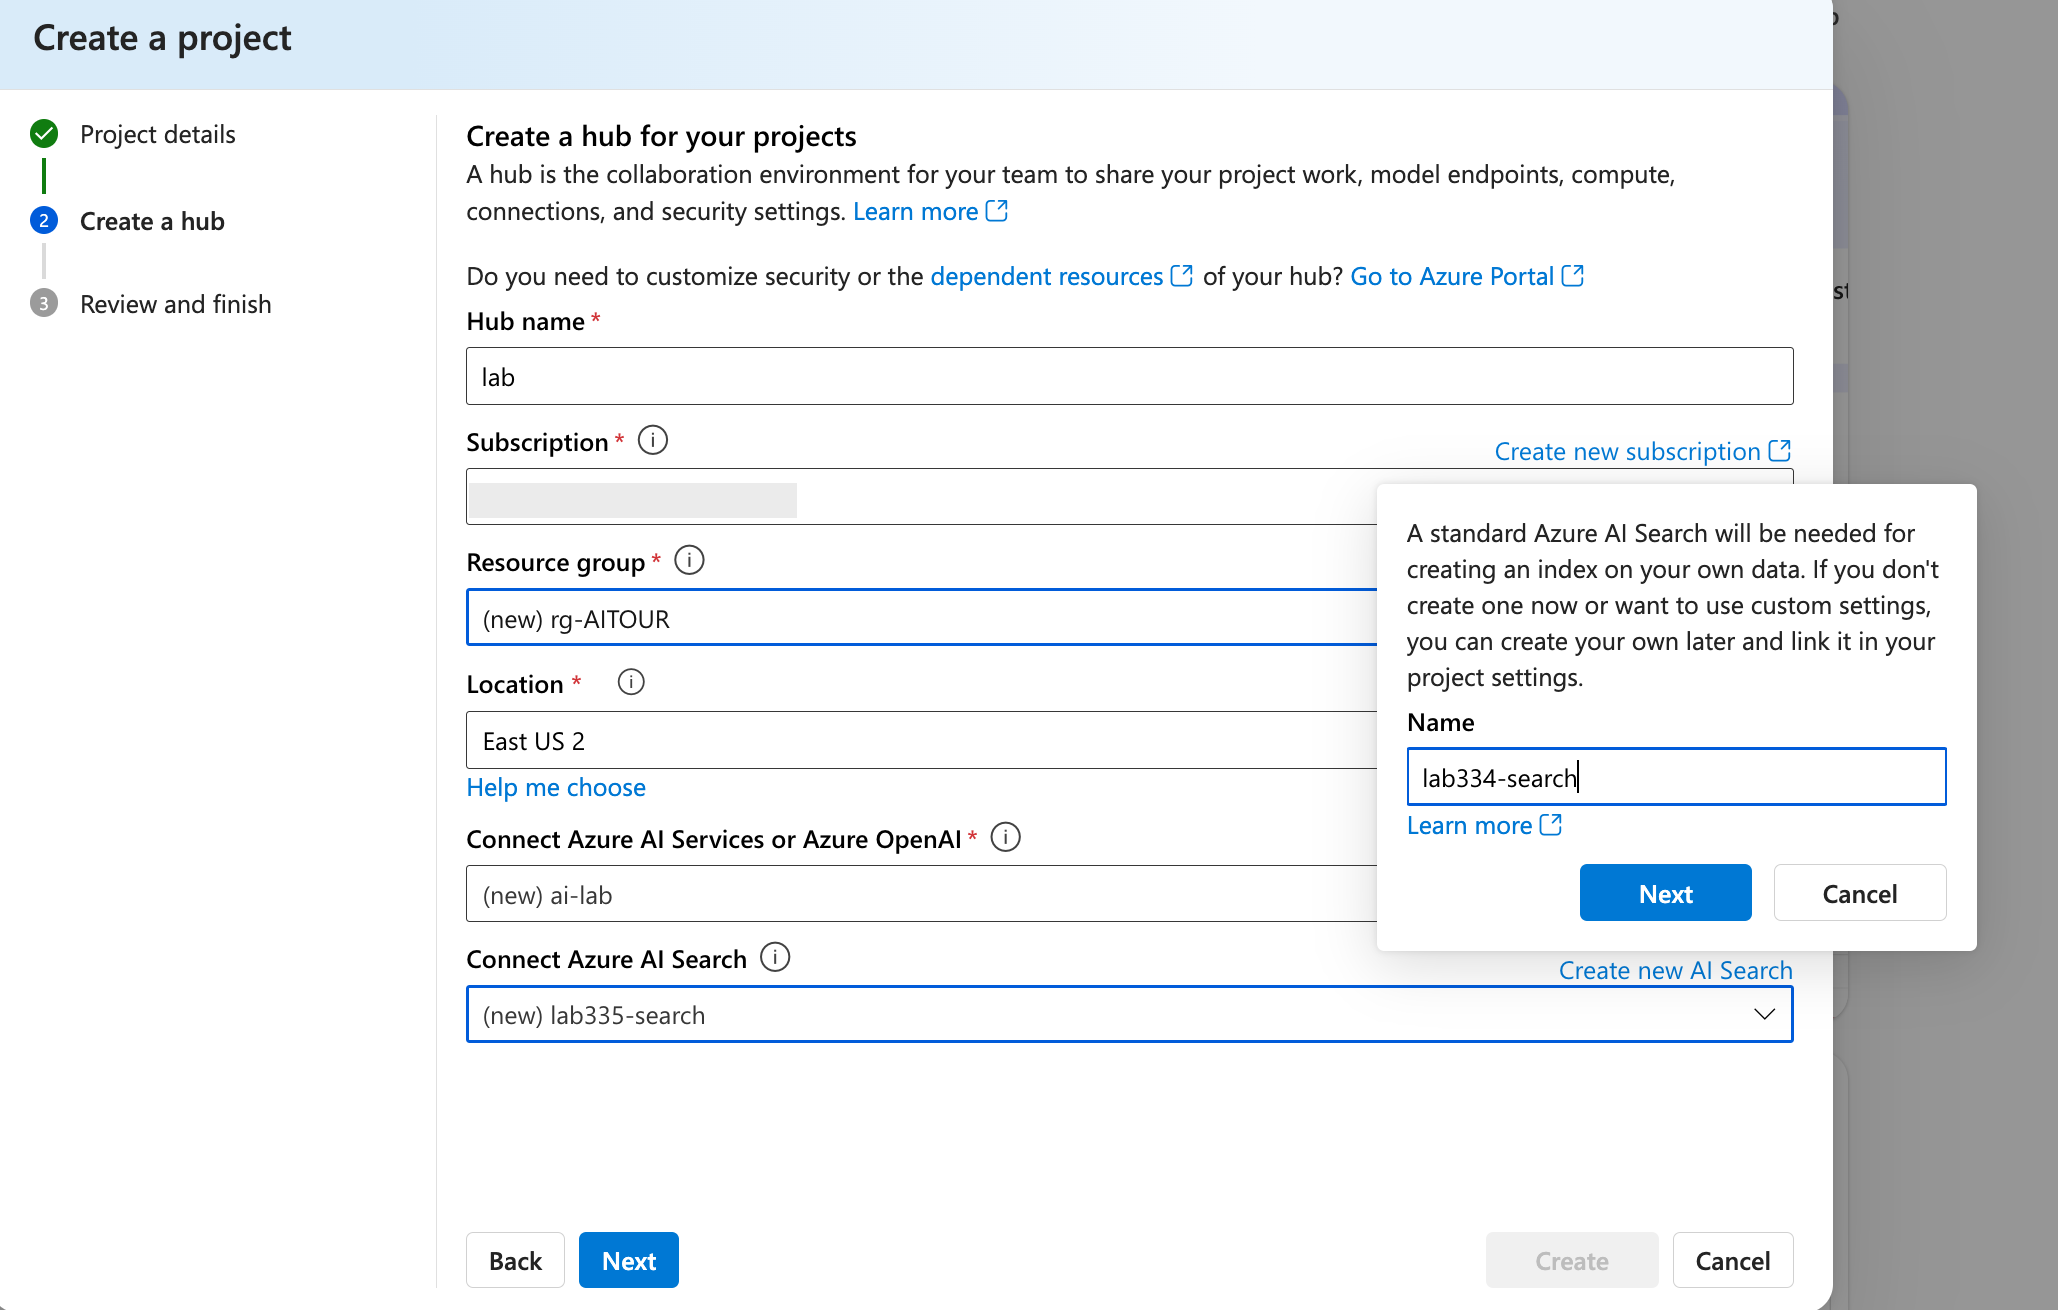 Create a project
Project details
2
Create a hub
3
Review and finish
Create a hub for your projects
A hub is the collaboration environment for your team to share your project work, model endpoints, compute,
connections, and security settings. Learn more
Do you need to customize security or the dependent resources of your hub? Go to Azure Portal
Hub name *
lab
Subscription *
Create new subscription
Resource group *
(new) rg-AITOUR
Location *
East US 2
Help me choose
Connect Azure AI Services or Azure OpenAI *
(new) ai-lab
Connect Azure AI Search
Create new AI Search
(new) lab335-search
A standard Azure AI Search will be needed for
creating an index on your own data. If you don't
create one now or want to use custom settings,
you can create your own later and link it in your
project settings.
Name
lab334-search
Learn more
Next
Cancel
Back
Next
Create
Cancel